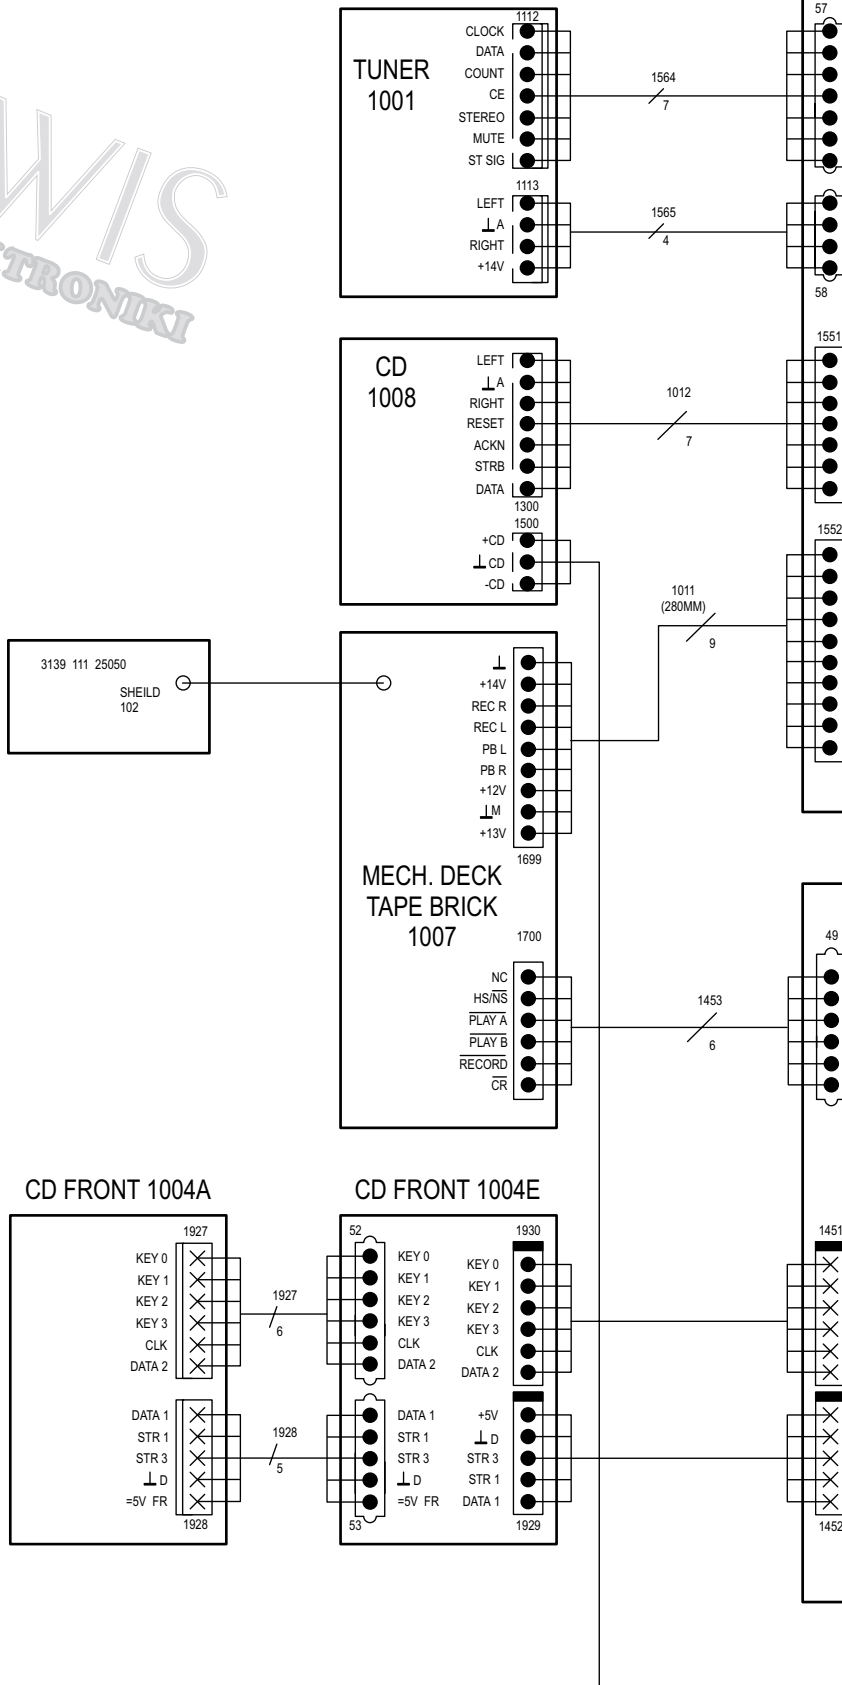 1112
57
CLOCK
DATA
COUNT
CE
STEREO
MUTE
ST SIG
TUNER
1001
1564
7
1113
LEFT
A
RIGHT
+14V
1565
4
58
CD
1008
LEFT
A
RIGHT
RESET
ACKN
STRB
DATA
1300
1500
+CD
CD
-CD
1012
7
1551
1552
1011
(280MM)
9
3139 111 25050
SHEILD
102
+14V
REC R
REC L
PB L
PB R
+12V
M
+13V
1699
MECH. DECK
TAPE BRICK
1007
1700
NC
HS/NS
PLAY A
PLAY B
RECORD
CR
1453
6
49
CD FRONT 1004A
1927
KEY 0
KEY 1
KEY 2
KEY 3
CLK
DATA 2
DATA 1
STR 1
STR 3
D
=5V FR
1928
1927
6
1928
5
CD FRONT 1004E
52
KEY 0
KEY 1
KEY 2
KEY 3
CLK
DATA 2
DATA 1
STR 1
STR 3
D
=5V FR
53
1930
KEY 0
KEY 1
KEY 2
KEY 3
CLK
DATA 2
+5V
D
STR 3
STR 1
DATA 1
1929
1451
1452
WIS
TRONIKI